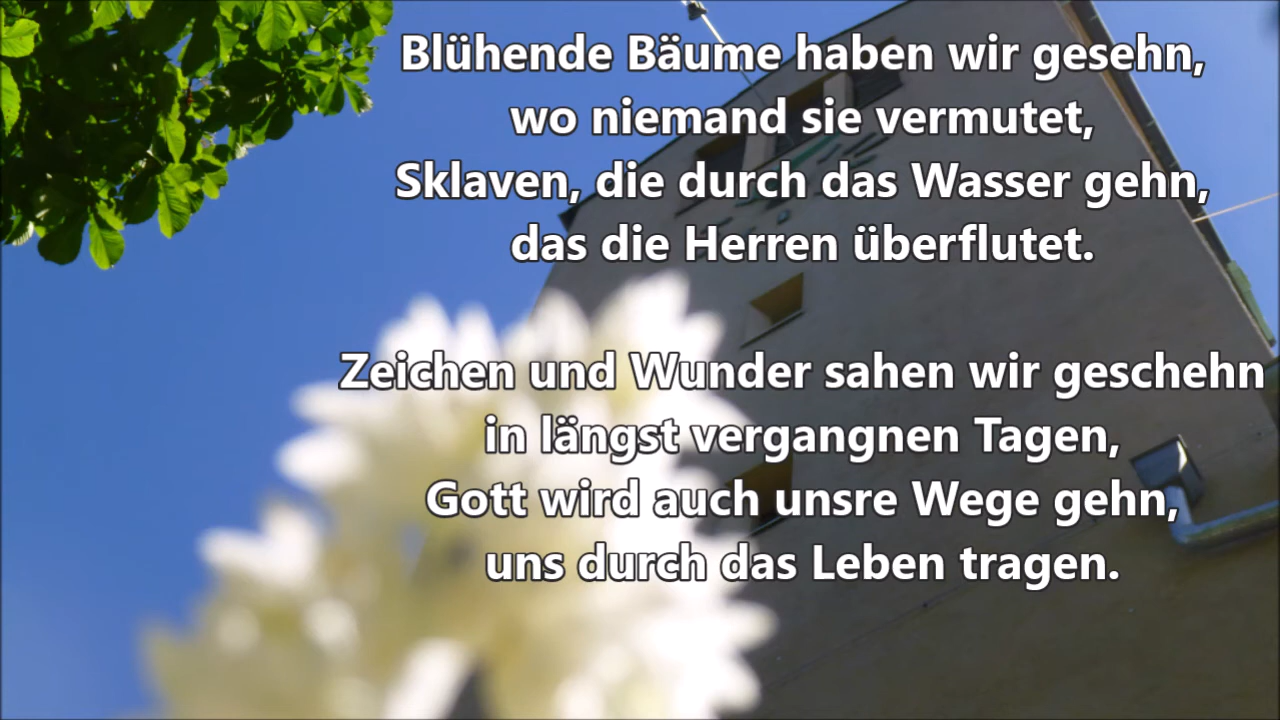 Blühende Bäume haben wir gesehn,
wo niemand sie vermutet,
Sklaven, die durch das Wasser gehn,
das die Herren überflutet.
Zeichen und Wunder sahen wir geschehn
in längst vergangnen Tagen,
Gott wird auch unsre Wege gehn,
uns durch das Leben tragen.